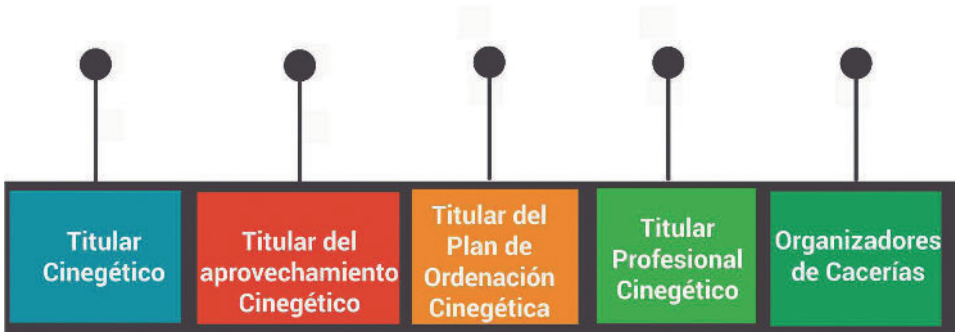 Titular
Cinegético
Titular del
aprovechamiento
Cinegético
Titular del
Plan de
Ordenación
Cinegética
Titular
Profesional
Cinegético
Organizadores
de Cacerías